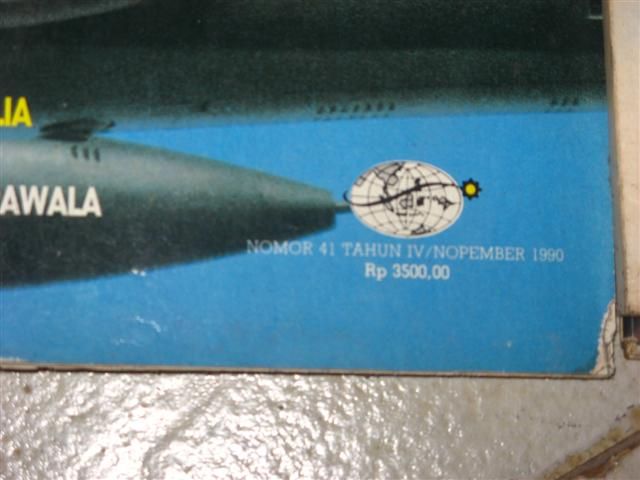 LIA
AWALA
NOMOR 41 TAHUN IV/NOPEMBER 1990
Rp 3500,00